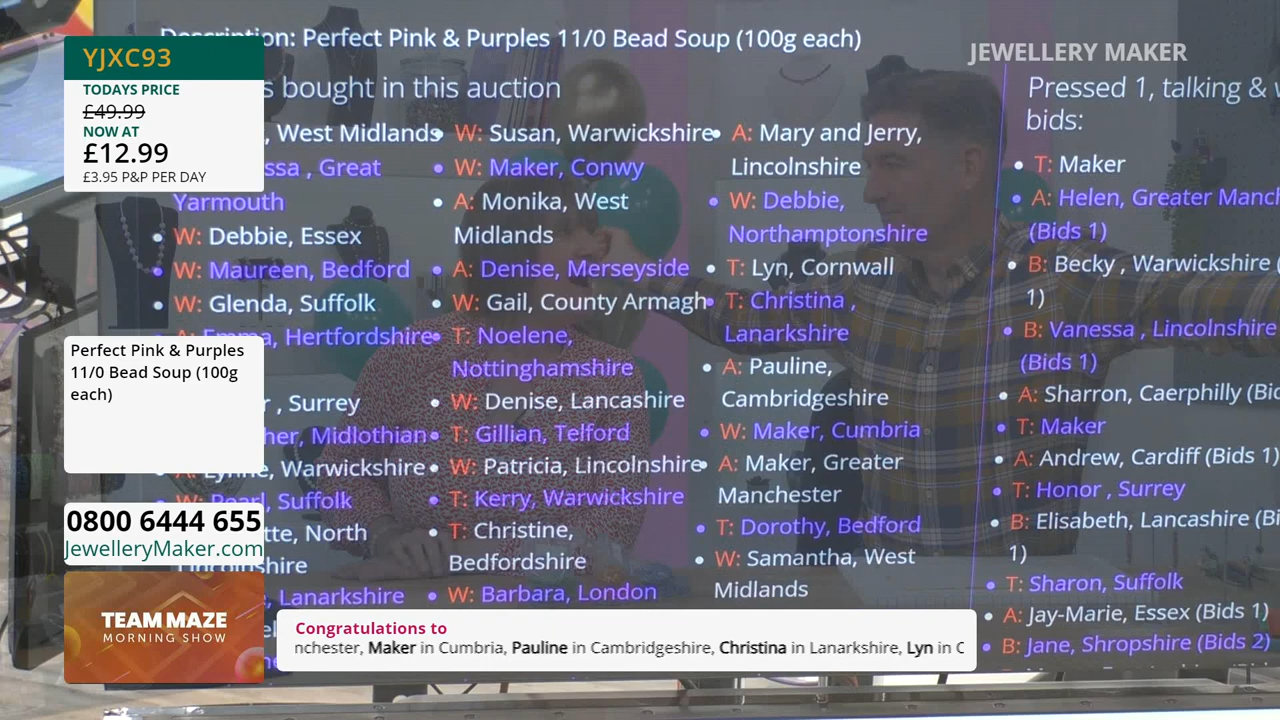 Description: Perfect Pink & Purples 11/0 Bead Soup (100g each)
JEWELLERY MAKER
YJXC93
TODAYS PRICE
£49.99
NOW AT
£12.99
£3.95 P&P PER DAY
bought in this auction
West Midlands
Great
Yarmouth
W: Debbie, Essex
W: Maureen, Bedford
W: Glenda, Suffolk
A: Emma, Hertfordshire
Surrey
Midlothian
A: Lynne, Warwickshire
W: Pearl, Suffolk
North
Lincolnshire
Lanarkshire
W: Susan, Warwickshire
W: Maker, Conwy
A: Monika, West
Midlands
A: Denise, Merseyside
W: Gail, County Armagh
T: Noelene,
Nottinghamshire
W: Denise, Lancashire
T: Gillian, Telford
W: Patricia, Lincolnshire
T: Kerry, Warwickshire
T: Christine,
Bedfordshire
W: Barbara, London
A: Mary and Jerry,
Lincolnshire
W: Debbie,
Northamptonshire
T: Lyn, Cornwall
T: Christina ,
Lanarkshire
A: Pauline,
Cambridgeshire
W: Maker, Cumbria
A: Maker, Greater
Manchester
T: Dorothy, Bedford
W: Samantha, West
Midlands
Pressed 1, talking &
bids:
T: Maker
A: Helen, Greater
(Bids 1)
B: Becky , Warwickshire
1)
B: Vanessa , Lincolnshire
(Bids 1)
A: Sharron, Caerphilly
T: Maker
A: Andrew, Cardiff (Bids 1)
T: Honor , Surrey
B: Elisabeth, Lancashire
1)
T: Sharon, Suffolk
A: Jay-Marie, Essex (Bids 1)
B: Jane, Shropshire (Bids 2)
Perfect Pink & Purples
11/0 Bead Soup (100g
each)
0800 6444 655
JewelleryMaker.com
TEAM MAZE
MORNING SHOW
Congratulations to
nchester, Maker in Cumbria, Pauline in Cambridgeshire, Christina in Lanarkshire, Lyn in C